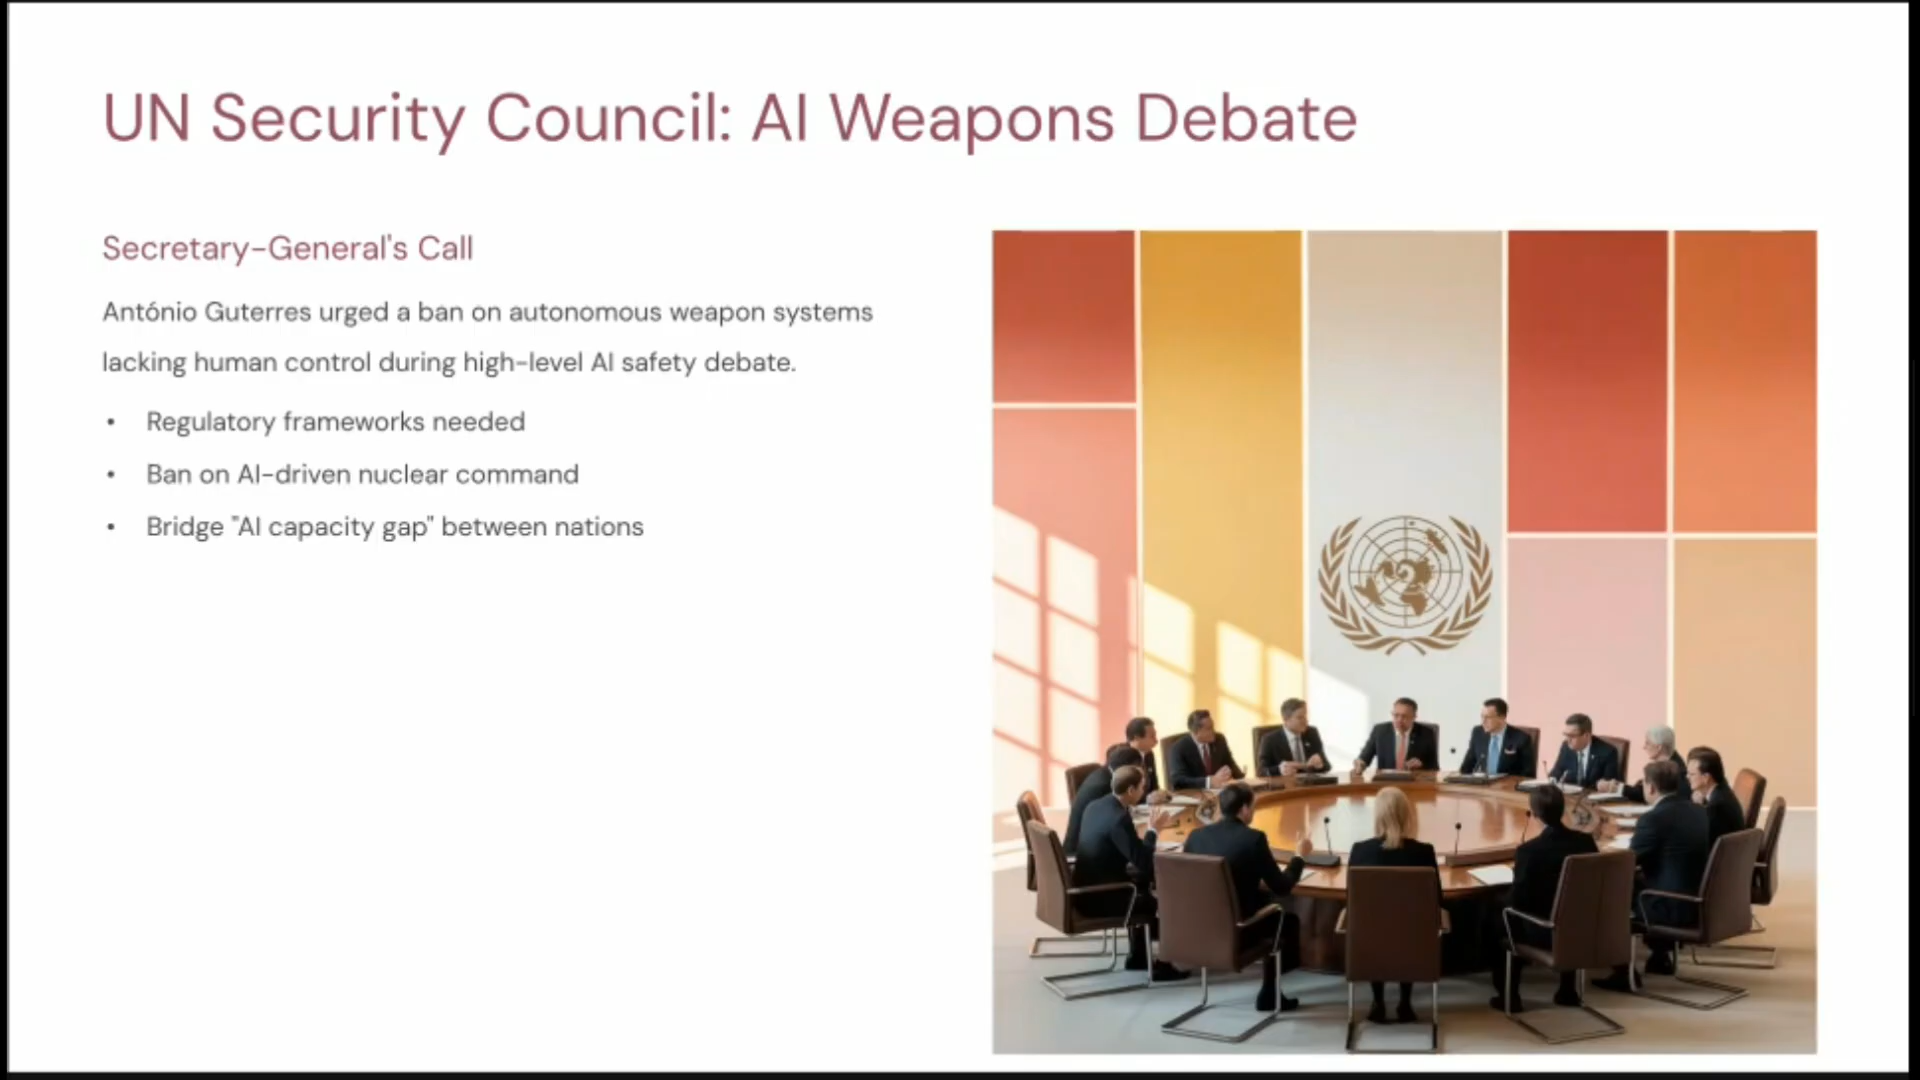 UN Security Council: AI Weapons Debate
Secretary-General's Call
António Guterres urged a ban on autonomous weapon systems
lacking human control during high-level AI safety debate.
• Regulatory frameworks needed
• Ban on AI-driven nuclear command
• Bridge "AI capacity gap" between nations